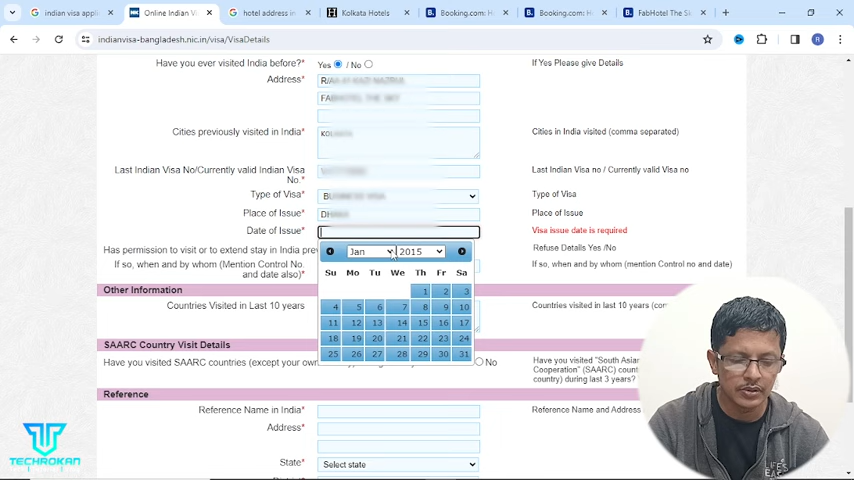 indian visa appli
Online Indian Vi
hotel address in
Kolkata Hotels
Booking.com: H
Booking.com: H
FabHotel The Sk
indianvisa-bangladesh.nic.in/visa/VisaDetails
R
Have you ever visited India before?* Yes / No If Yes Please give Details
Address*
FABHOTEL THE SKY
Cities previously visited in India* KOLKATA Cities in India visited (comma separated)
Last Indian Visa No/Currently valid Indian Visa No.* Last Indian Visa no / Currently valid Visa no
Type of Visa* BUSINESS VISA Type of Visa
Place of Issue* DHAKA Place of Issue
Date of Issue* Visa issue date is required
Has permission to visit or to extend stay in India prev Refuse Details Yes /No
Jan 2015
If so, when and by whom (Mention Control No. and date also)* If so, when and by whom (mention Control No. and date)
Su Mo Tu We Th Fr Sa
1 2 3
4 5 6 7 8 9 10
11 12 13 14 15 16 17
18 19 20 21 22 23 24
25 26 27 28 29 30 31
Other Information
Countries Visited in Last 10 years Countries visited in Last 10 years
SAARC Country Visit Details
Have you visited SAARC countries (except your own No Have you visited "South Asian
Cooperation" (SAARC)
country) during last 3 years?
Reference
Reference Name in India* Reference Name and Address
Address*
State* Select state
TECHROKAN
LIFE IS